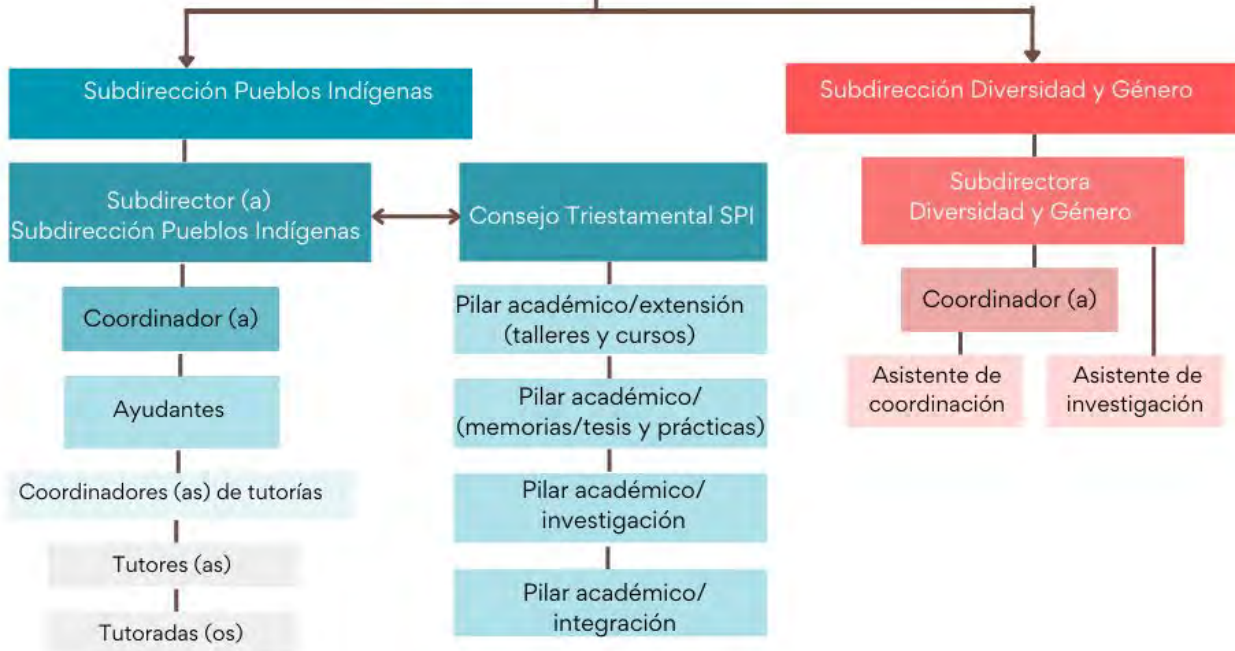 Subdirección Pueblos Indígenas
Subdirector (a)
Subdirección Pueblos Indígenas
Coordinador (a)
Ayudantes
Coordinadores (as) de tutorías
Tutores (as)
Tutoradas (os)
Consejo Triestamental SPI
Pilar académico/extensión
(talleres y cursos)
Pilar académico/
(memorias/tesis y prácticas)
Pilar académico/
investigación
Pilar académico/
integración
Subdirección Diversidad y Género
Subdirectora
Diversidad y Género
Coordinador (a)
Asistente de
coordinación
Asistente de
investigación